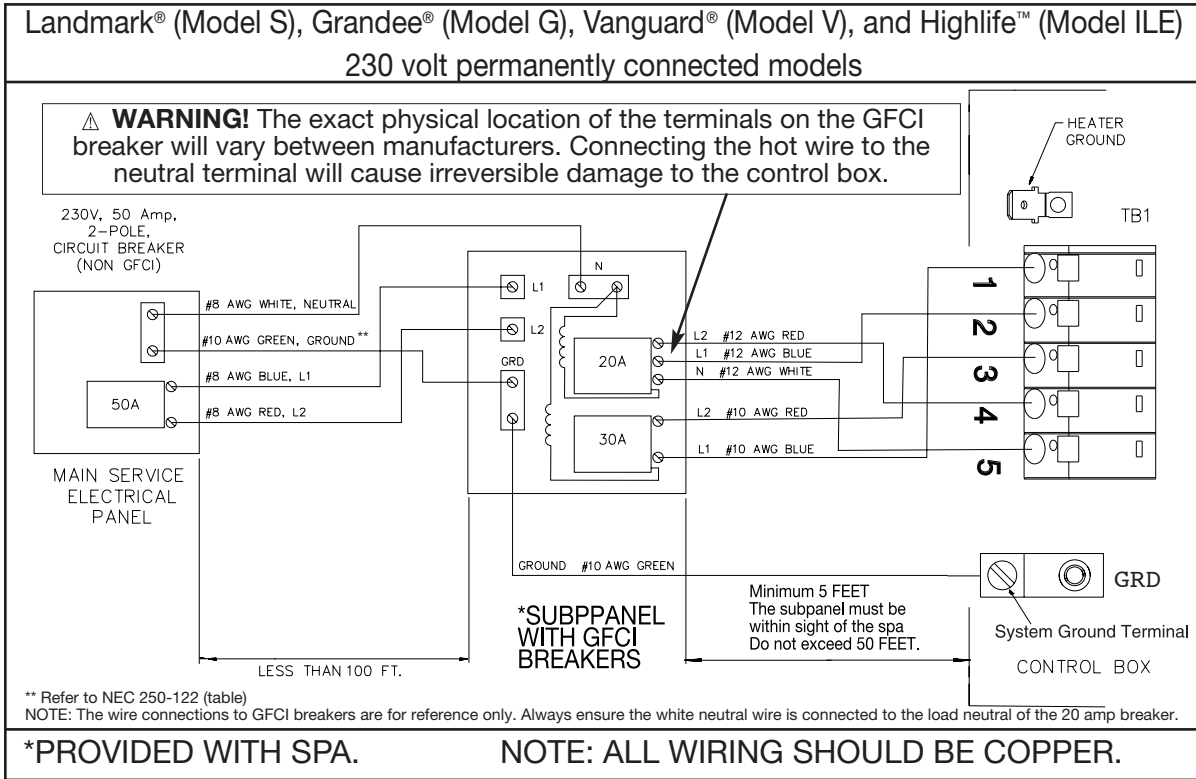 Landmark® (Model S), Grandee® (Model G), Vanguard® (Model V), and Highlife™ (Model ILE)
230 volt permanently connected models
⚠ WARNING! The exact physical location of the terminals on the GFCI
breaker will vary between manufacturers. Connecting the hot wire to the
neutral terminal will cause irreversible damage to the control box.
HEATER
GROUND
TB1
230V, 50 Amp,
2-POLE,
CIRCUIT BREAKER
(NON GFCI)
#8 AWG WHITE, NEUTRAL
#10 AWG GREEN, GROUND**
#8 AWG BLUE, L1
#8 AWG RED, L2
50A
MAIN SERVICE
ELECTRICAL
PANEL
N
L1
L2
GRD
20A
30A
L2 #12 AWG RED
L1 #12 AWG BLUE
N #12 AWG WHITE
L2 #10 AWG RED
L1 #10 AWG BLUE
1
2
3
4
5
GROUND #10 AWG GREEN
*SUBPPANEL
WITH GFCI
BREAKERS
Minimum 5 FEET
The subpanel must be
within sight of the spa
Do not exceed 50 FEET.
GRD
System Ground Terminal
CONTROL BOX
LESS THAN 100 FT.
** Refer to NEC 250-122 (table)
NOTE: The wire connections to GFCI breakers are for reference only. Always ensure the white neutral wire is connected to the load neutral of the 20 amp breaker.
*PROVIDED WITH SPA. NOTE: ALL WIRING SHOULD BE COPPER.